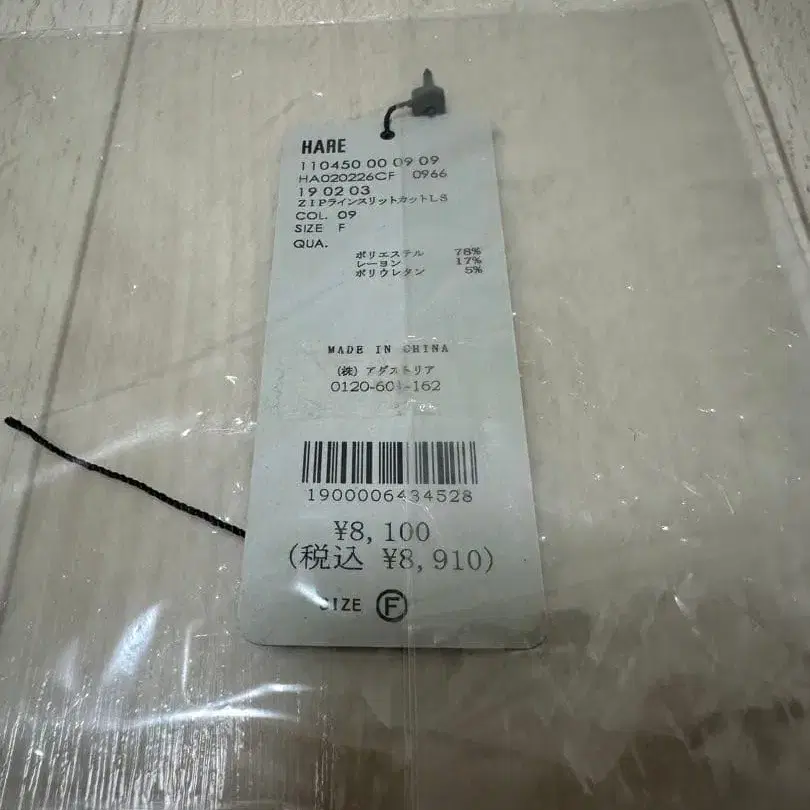 HARE
110450 00 09 09
HA020226CF 0966
19 02 03
ZIPラインスリットカットLS
COL. 09
SIZE F
QUA.
ポリエステル 78%
レーヨン 17%
ポリウレタン 5%
MADE IN CHINA
(株)アダストリア
0120-601-162
1900006434528
¥8,100
(税込 ¥8,910)
SIZE F